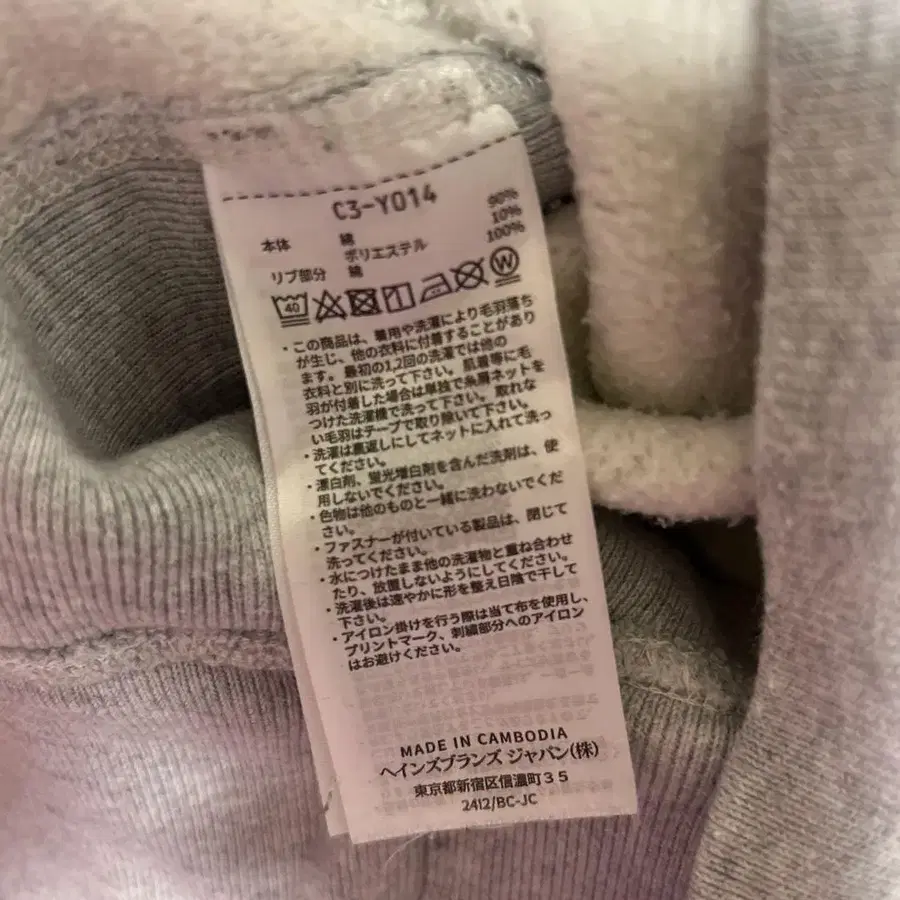 C3-Y014
本体 綿 90%
ポリエステル 10%
リブ部分 綿 100%
40 W
・この商品は、着用や洗濯により毛羽落ち
が生じ、他の衣料に付着することがあり
ます。最初の1,2回の洗濯では他の
衣料と別に洗って下さい。肌着等に毛
羽が付着した場合は単独で糸屑ネットを
つけた洗濯機で洗って下さい。取れな
い毛羽はテープで取り除いて下さい。
・洗濯は裏返しにしてネットに入れて洗っ
てください。
・漂白剤、蛍光増白剤を含んだ洗剤は、使
用しないでください。
・色物は他のものと一緒に洗わないでくだ
さい。
・ファスナーが付いている製品は、閉じて
洗ってください。
・水につけたまま他の洗濯物と重ね合わせ
たり、放置しないようにしてください。
・洗濯後は速やかに形を整え日陰で干して
下さい。
・アイロン掛けを行う際は当て布を使用し、
プリントマーク、刺繍部分へのアイロン
はお避けください。
MADE IN CAMBODIA
ヘインズブランズ ジャパン(株)
東京都新宿区信濃町35
2412/BC-JC